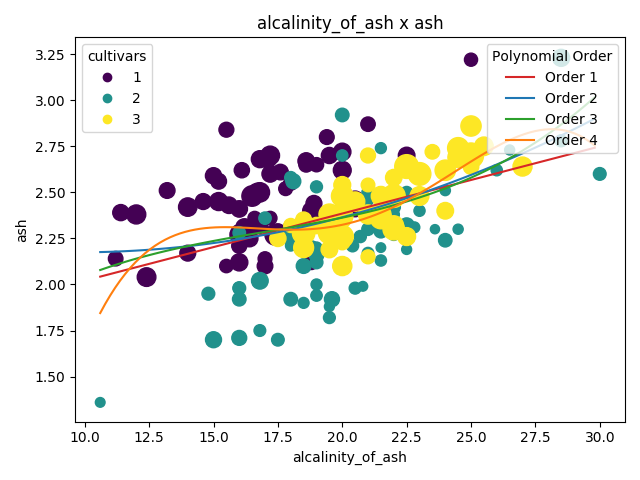 alcalinity_of_ash x ash
cultivars
1
2
3
Polynomial Order
Order 1
Order 2
Order 3
Order 4
ash
3.25
3.00
2.75
2.50
2.25
2.00
1.75
1.50
10.0 12.5 15.0 17.5 20.0 22.5 25.0 27.5 30.0
alcalinity_of_ash